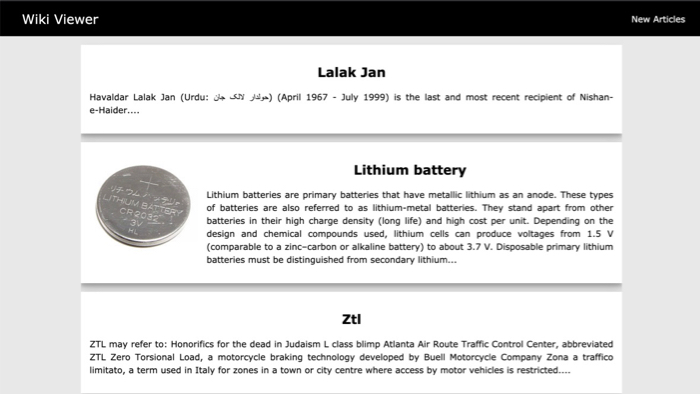 Wiki Viewer
New Articles
Lalak Jan
Havaldar Lalak Jan (Urdu: حولدار لالک جان) (April 1967 - July 1999) is the last and most recent recipient of Nishan-
e-Haider....
Lithium battery
LITHIUM BATTERY
CR2032
3V
Lithium batteries are primary batteries that have metallic lithium as an anode. These types
of batteries are also referred to as lithium-metal batteries. They stand apart from other
batteries in their high charge density (long life) and high cost per unit. Depending on the
design and chemical compounds used, lithium cells can produce voltages from 1.5 V
(comparable to a zinc–carbon or alkaline battery) to about 3.7 V. Disposable primary lithium
batteries must be distinguished from secondary lithium...
Ztl
ZTL may refer to: Honorifics for the dead in Judaism L class blimp Atlanta Air Route Traffic Control Center, abbreviated
ZTL Zero Torsional Load, a motorcycle braking technology developed by Buell Motorcycle Company Zona a traffico
limitato, a term used in Italy for zones in a town or city centre where access by motor vehicles is restricted....